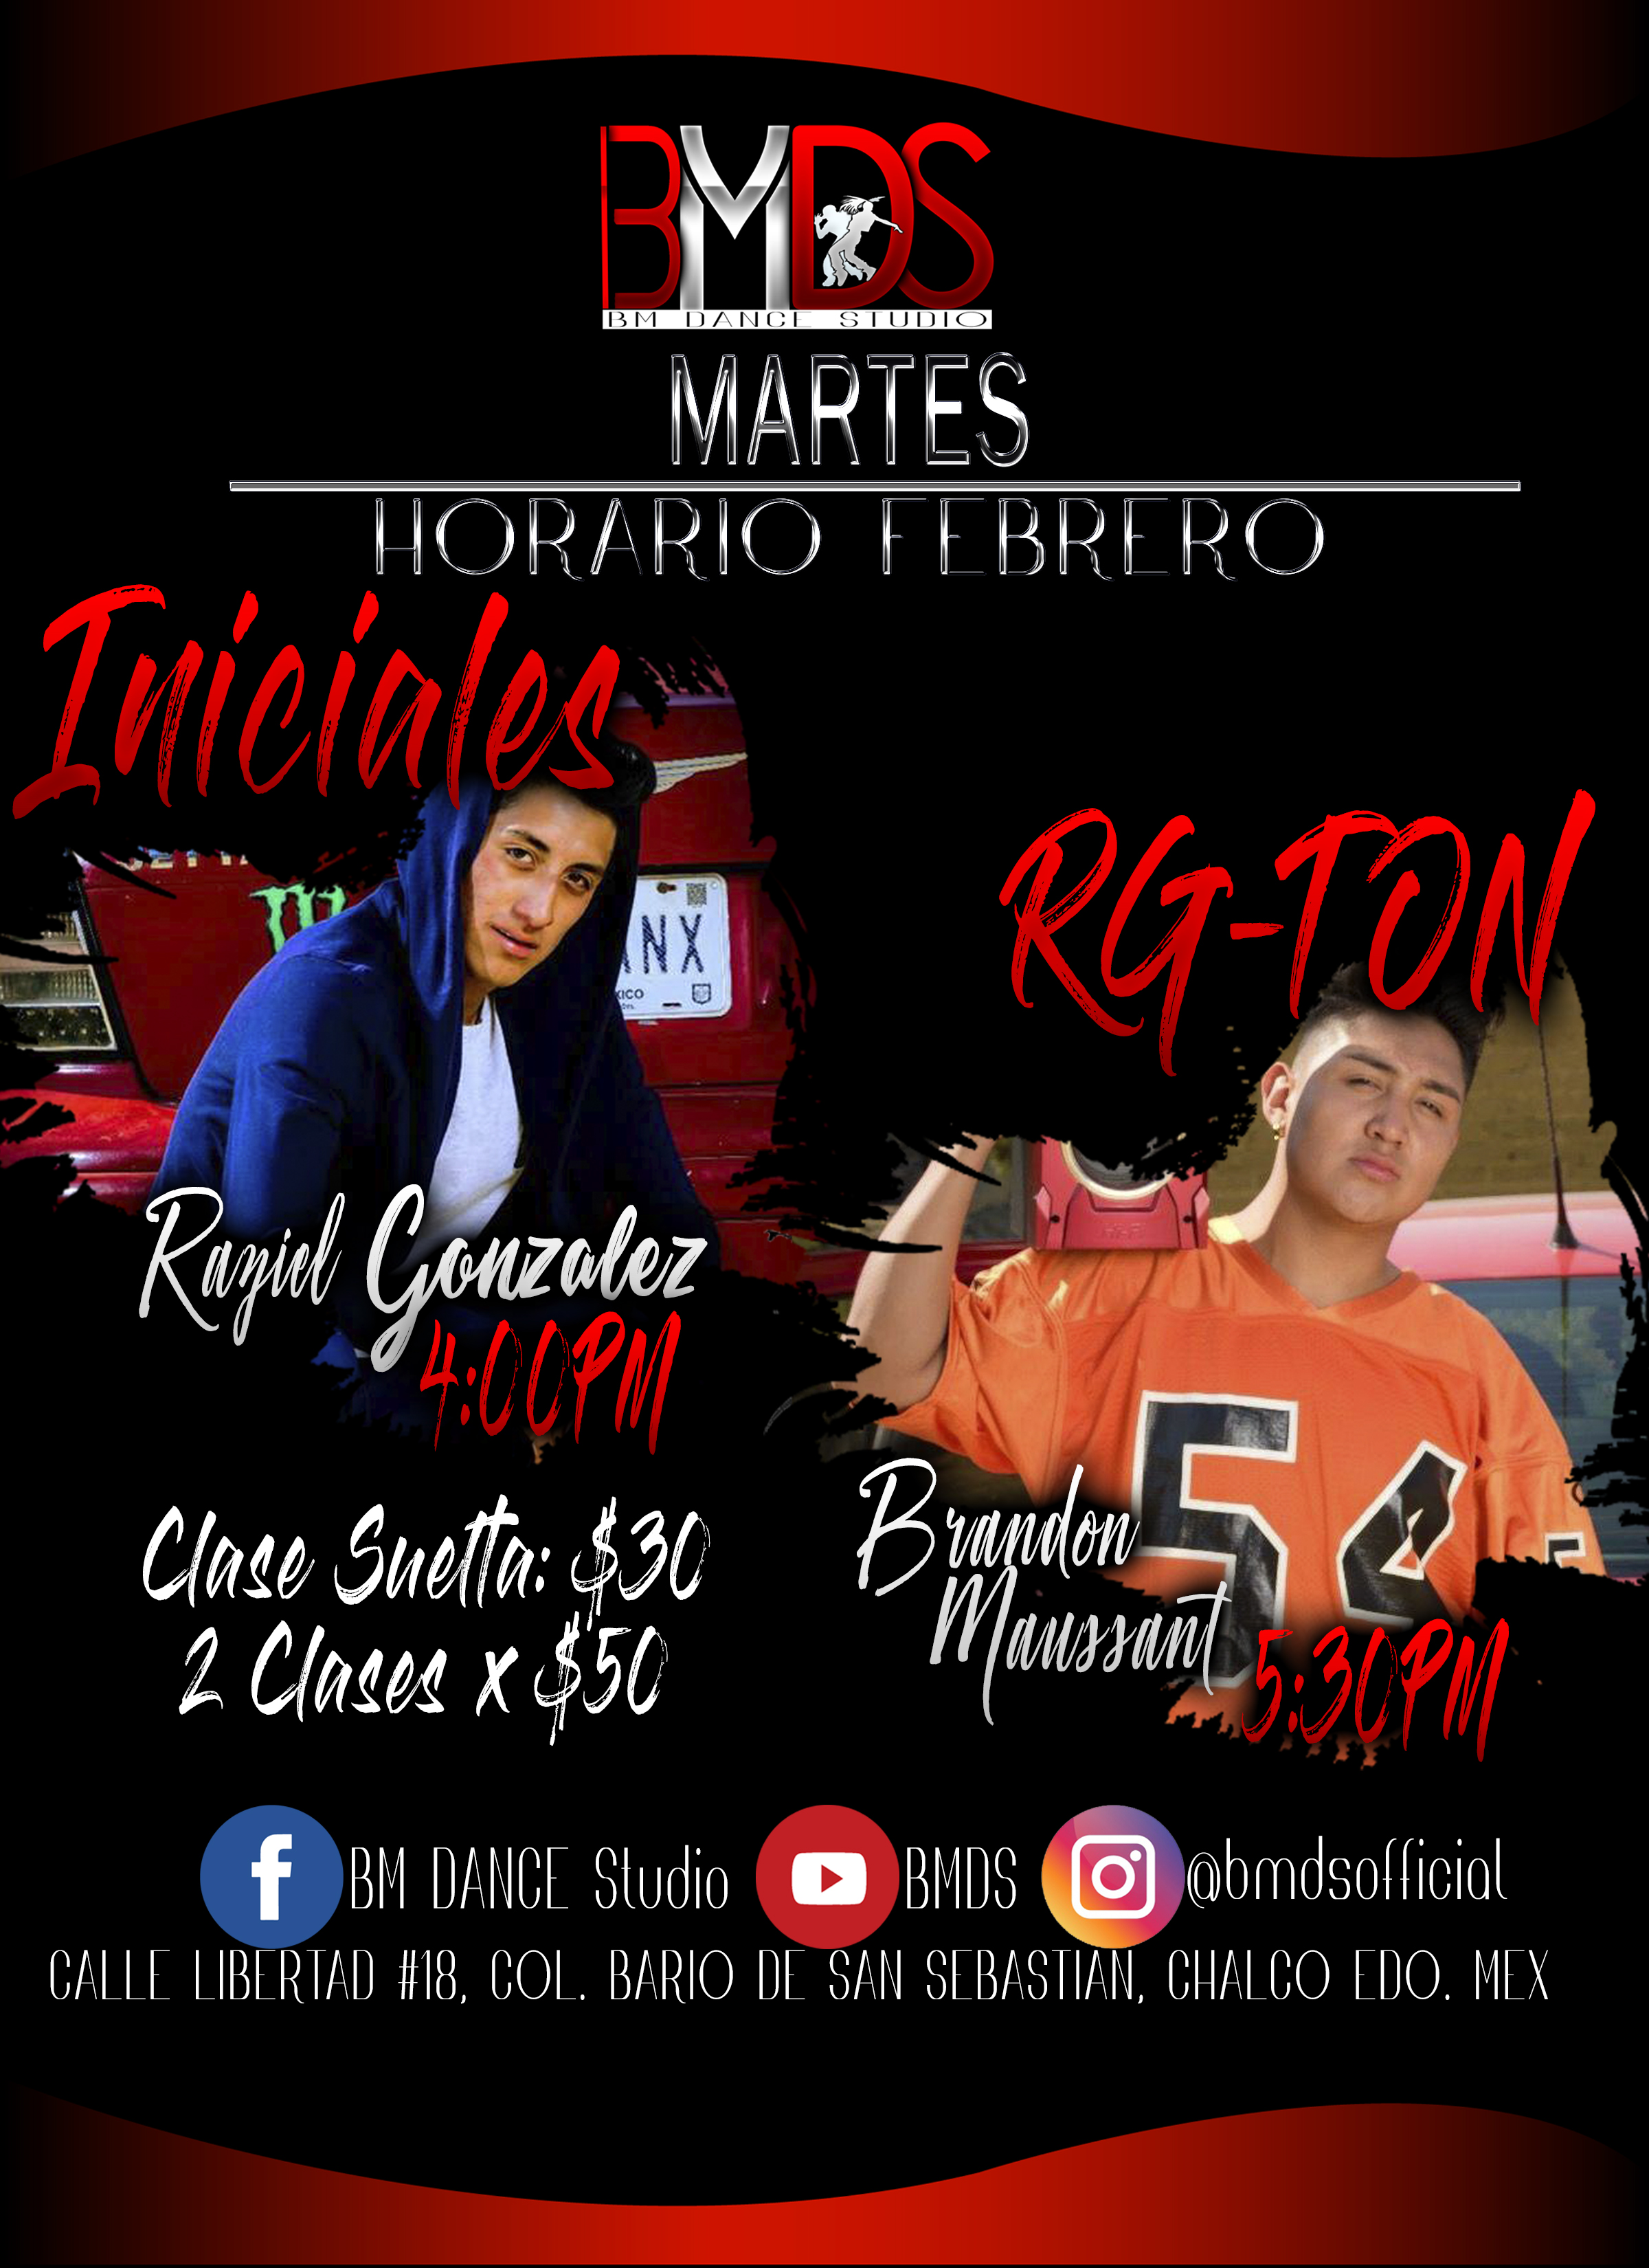 BMDS
BM DANCE STUDIO
MARTES
HORARIO FEBRERO
Iniciales
RG-TON
NX
Raziel Gonzalez
4:00PM
54
Brandon
Maussant
5:30PM
Clase Suelta: $30
2 Clases x $50
BM DANCE Studio
BMDS
@bmdsofficial
CALLE LIBERTAD #18, COL. BARIO DE SAN SEBASTIAN, CHALCO EDO. MEX